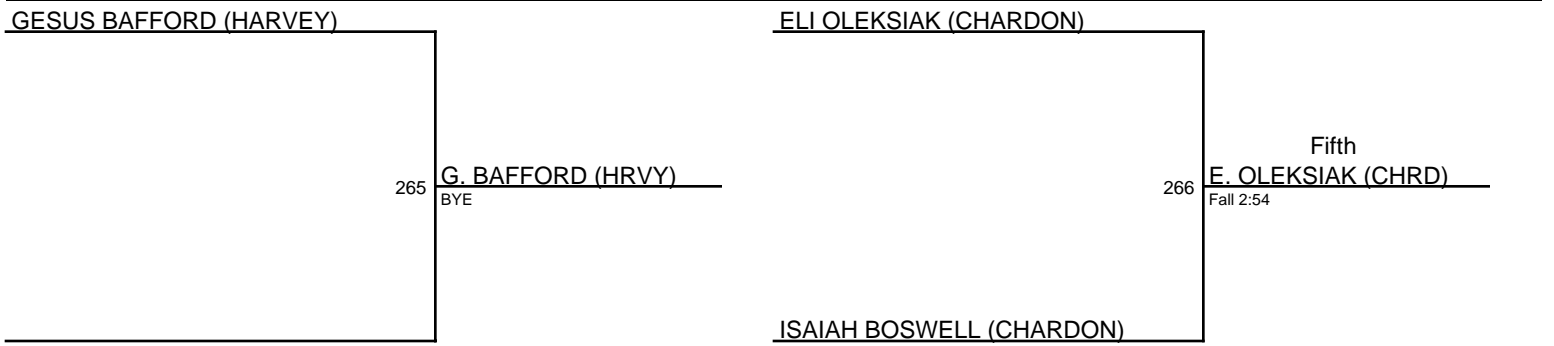 GESUS BAFFORD (HARVEY)
265
G. BAFFORD (HRVY)
BYE
ELI OLEKSIAK (CHARDON)
Fifth
266
E. OLEKSIAK (CHRD)
Fall 2:54
ISAIAH BOSWELL (CHARDON)